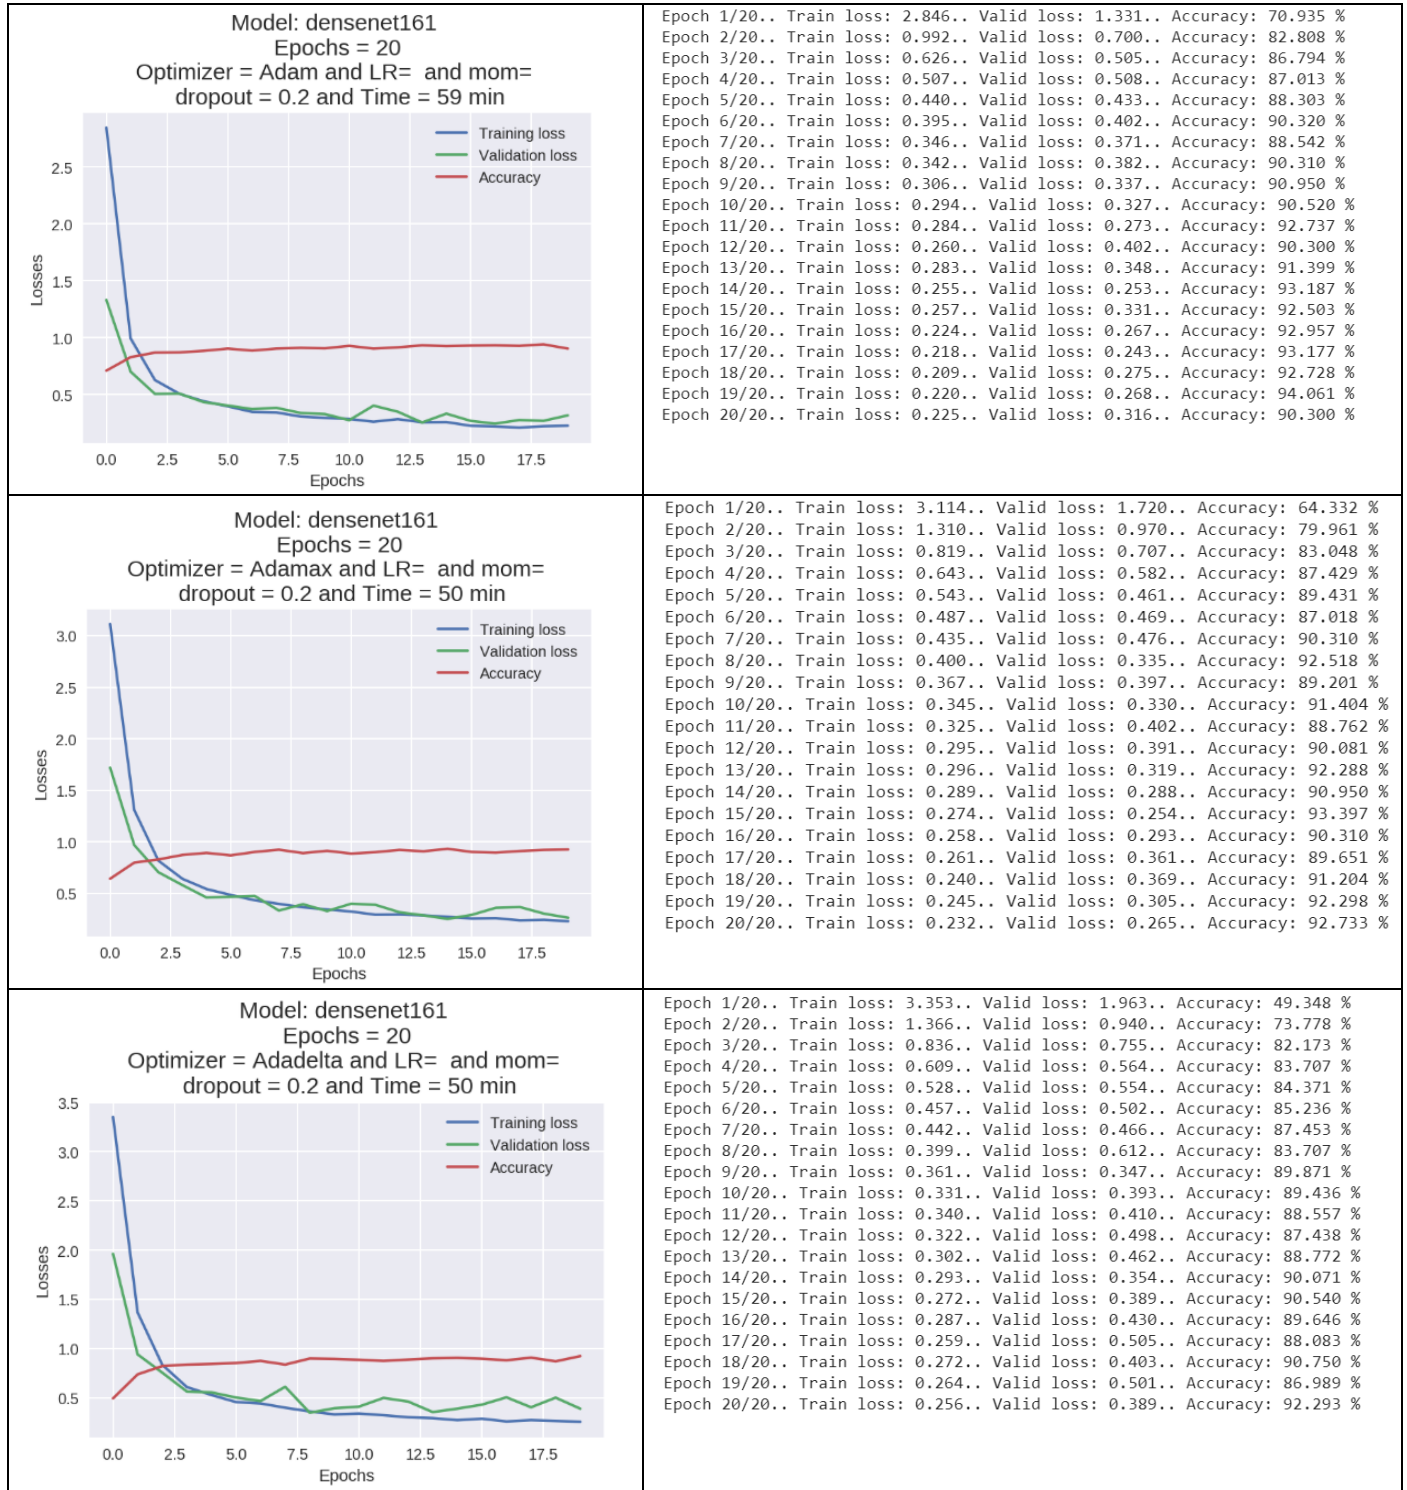 Model: densenet161
Epochs = 20
Optimizer = Adam and LR=  and mom=
dropout = 0.2 and Time = 59 min
Training loss
Validation loss
Accuracy
2.5
2.0
1.5
1.0
0.5
Losses
0.0 2.5 5.0 7.5 10.0 12.5 15.0 17.5
Epochs
Epoch 1/20.. Train loss: 2.846.. Valid loss: 1.331.. Accuracy: 70.935 %
Epoch 2/20.. Train loss: 0.992.. Valid loss: 0.700.. Accuracy: 82.808 %
Epoch 3/20.. Train loss: 0.626.. Valid loss: 0.505.. Accuracy: 86.794 %
Epoch 4/20.. Train loss: 0.507.. Valid loss: 0.508.. Accuracy: 87.013 %
Epoch 5/20.. Train loss: 0.440.. Valid loss: 0.433.. Accuracy: 88.303 %
Epoch 6/20.. Train loss: 0.395.. Valid loss: 0.402.. Accuracy: 90.320 %
Epoch 7/20.. Train loss: 0.346.. Valid loss: 0.371.. Accuracy: 88.542 %
Epoch 8/20.. Train loss: 0.342.. Valid loss: 0.382.. Accuracy: 90.310 %
Epoch 9/20.. Train loss: 0.306.. Valid loss: 0.337.. Accuracy: 90.950 %
Epoch 10/20.. Train loss: 0.294.. Valid loss: 0.327.. Accuracy: 90.520 %
Epoch 11/20.. Train loss: 0.284.. Valid loss: 0.273.. Accuracy: 92.737 %
Epoch 12/20.. Train loss: 0.260.. Valid loss: 0.402.. Accuracy: 90.300 %
Epoch 13/20.. Train loss: 0.283.. Valid loss: 0.348.. Accuracy: 91.399 %
Epoch 14/20.. Train loss: 0.255.. Valid loss: 0.253.. Accuracy: 93.187 %
Epoch 15/20.. Train loss: 0.257.. Valid loss: 0.331.. Accuracy: 92.503 %
Epoch 16/20.. Train loss: 0.224.. Valid loss: 0.267.. Accuracy: 92.957 %
Epoch 17/20.. Train loss: 0.218.. Valid loss: 0.243.. Accuracy: 93.177 %
Epoch 18/20.. Train loss: 0.209.. Valid loss: 0.275.. Accuracy: 92.728 %
Epoch 19/20.. Train loss: 0.220.. Valid loss: 0.268.. Accuracy: 94.061 %
Epoch 20/20.. Train loss: 0.225.. Valid loss: 0.316.. Accuracy: 90.300 %
Model: densenet161
Epochs = 20
Optimizer = Adamax and LR=  and mom=
dropout = 0.2 and Time = 50 min
Training loss
Validation loss
Accuracy
3.0
2.5
2.0
1.5
1.0
0.5
Losses
0.0 2.5 5.0 7.5 10.0 12.5 15.0 17.5
Epochs
Epoch 1/20.. Train loss: 3.114.. Valid loss: 1.720.. Accuracy: 64.332 %
Epoch 2/20.. Train loss: 1.310.. Valid loss: 0.970.. Accuracy: 79.961 %
Epoch 3/20.. Train loss: 0.819.. Valid loss: 0.707.. Accuracy: 83.048 %
Epoch 4/20.. Train loss: 0.643.. Valid loss: 0.582.. Accuracy: 87.429 %
Epoch 5/20.. Train loss: 0.543.. Valid loss: 0.461.. Accuracy: 89.431 %
Epoch 6/20.. Train loss: 0.487.. Valid loss: 0.469.. Accuracy: 87.018 %
Epoch 7/20.. Train loss: 0.435.. Valid loss: 0.476.. Accuracy: 90.310 %
Epoch 8/20.. Train loss: 0.400.. Valid loss: 0.335.. Accuracy: 92.518 %
Epoch 9/20.. Train loss: 0.367.. Valid loss: 0.397.. Accuracy: 89.201 %
Epoch 10/20.. Train loss: 0.345.. Valid loss: 0.330.. Accuracy: 91.404 %
Epoch 11/20.. Train loss: 0.325.. Valid loss: 0.402.. Accuracy: 88.762 %
Epoch 12/20.. Train loss: 0.295.. Valid loss: 0.391.. Accuracy: 90.081 %
Epoch 13/20.. Train loss: 0.296.. Valid loss: 0.319.. Accuracy: 92.288 %
Epoch 14/20.. Train loss: 0.289.. Valid loss: 0.288.. Accuracy: 90.950 %
Epoch 15/20.. Train loss: 0.274.. Valid loss: 0.254.. Accuracy: 93.397 %
Epoch 16/20.. Train loss: 0.258.. Valid loss: 0.293.. Accuracy: 90.310 %
Epoch 17/20.. Train loss: 0.261.. Valid loss: 0.361.. Accuracy: 89.651 %
Epoch 18/20.. Train loss: 0.240.. Valid loss: 0.369.. Accuracy: 91.204 %
Epoch 19/20.. Train loss: 0.245.. Valid loss: 0.305.. Accuracy: 92.298 %
Epoch 20/20.. Train loss: 0.232.. Valid loss: 0.265.. Accuracy: 92.733 %
Model: densenet161
Epochs = 20
Optimizer = Adadelta and LR=  and mom=
dropout = 0.2 and Time = 50 min
Training loss
Validation loss
Accuracy
3.5
3.0
2.5
2.0
1.5
1.0
0.5
Losses
0.0 2.5 5.0 7.5 10.0 12.5 15.0 17.5
Epochs
Epoch 1/20.. Train loss: 3.353.. Valid loss: 1.963.. Accuracy: 49.348 %
Epoch 2/20.. Train loss: 1.366.. Valid loss: 0.940.. Accuracy: 73.778 %
Epoch 3/20.. Train loss: 0.836.. Valid loss: 0.755.. Accuracy: 82.173 %
Epoch 4/20.. Train loss: 0.609.. Valid loss: 0.564.. Accuracy: 83.707 %
Epoch 5/20.. Train loss: 0.528.. Valid loss: 0.554.. Accuracy: 84.371 %
Epoch 6/20.. Train loss: 0.457.. Valid loss: 0.502.. Accuracy: 85.236 %
Epoch 7/20.. Train loss: 0.442.. Valid loss: 0.466.. Accuracy: 87.453 %
Epoch 8/20.. Train loss: 0.399.. Valid loss: 0.612.. Accuracy: 83.707 %
Epoch 9/20.. Train loss: 0.361.. Valid loss: 0.347.. Accuracy: 89.871 %
Epoch 10/20.. Train loss: 0.331.. Valid loss: 0.393.. Accuracy: 89.436 %
Epoch 11/20.. Train loss: 0.340.. Valid loss: 0.410.. Accuracy: 88.557 %
Epoch 12/20.. Train loss: 0.322.. Valid loss: 0.498.. Accuracy: 87.438 %
Epoch 13/20.. Train loss: 0.302.. Valid loss: 0.462.. Accuracy: 88.772 %
Epoch 14/20.. Train loss: 0.293.. Valid loss: 0.354.. Accuracy: 90.071 %
Epoch 15/20.. Train loss: 0.272.. Valid loss: 0.389.. Accuracy: 90.540 %
Epoch 16/20.. Train loss: 0.287.. Valid loss: 0.430.. Accuracy: 89.646 %
Epoch 17/20.. Train loss: 0.259.. Valid loss: 0.505.. Accuracy: 88.083 %
Epoch 18/20.. Train loss: 0.272.. Valid loss: 0.403.. Accuracy: 90.750 %
Epoch 19/20.. Train loss: 0.264.. Valid loss: 0.501.. Accuracy: 86.989 %
Epoch 20/20.. Train loss: 0.256.. Valid loss: 0.389.. Accuracy: 92.293 %